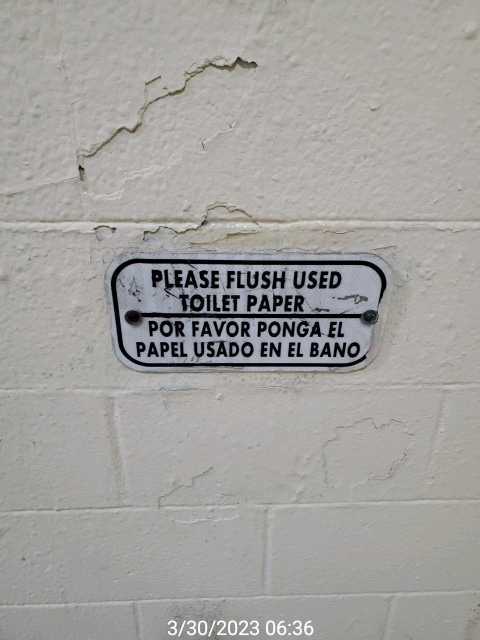 PLEASE FLUSH USED
TOILET PAPER
POR FAVOR PONGA EL
PAPEL USADO EN EL BANO
3/30/2023 06:36